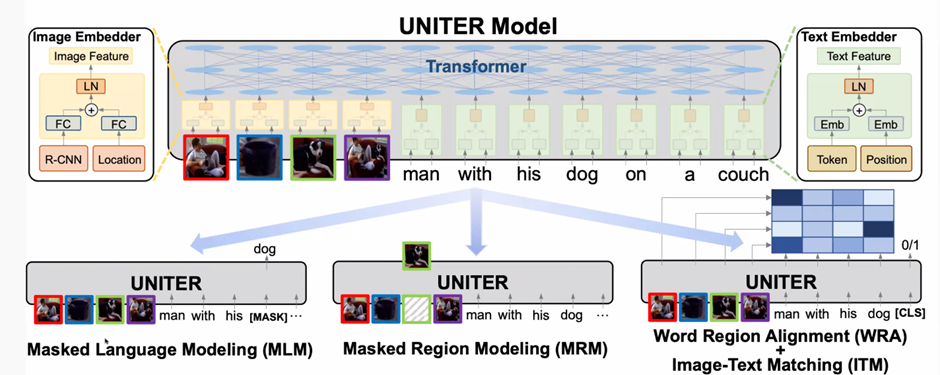 UNITER Model
Image Embedder
Image Feature
LN
+
FC FC
R-CNN Location
Transformer
man with his dog on a couch
Text Embedder
Text Feature
LN
+
Emb Emb
Token Position
dog
UNITER
man with his [MASK] ...
Masked Language Modeling (MLM)
UNITER
man with his dog ...
Masked Region Modeling (MRM)
0/1
UNITER
man with his dog [CLS]
Word Region Alignment (WRA)
+
Image-Text Matching (ITM)